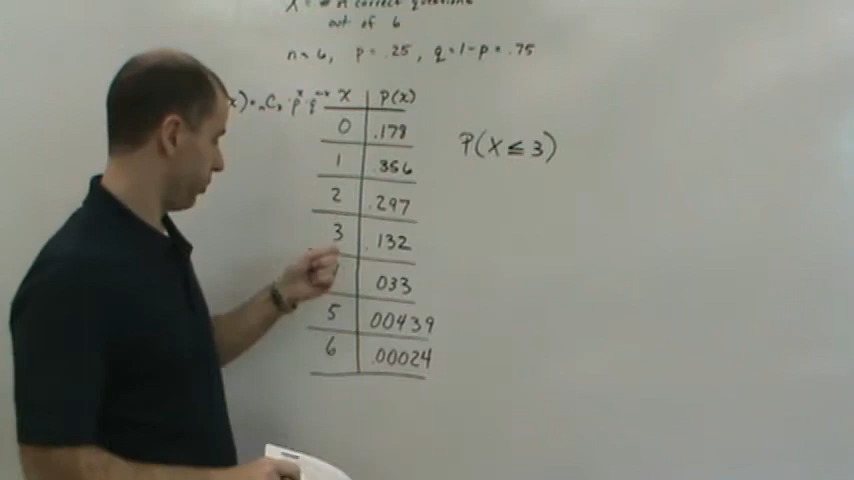 X = # of correct questions
out of 6
n = 6, p = .25, q = 1-p = .75
x) = nCx · p^x · q^n-x
X P(x)
0 .178
1 .356
2 .297
3 .132
033
5 00439
6 .00024
P(X ≤ 3)